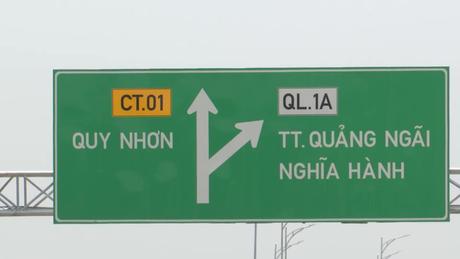 CT.01
QUY NHƠN
QL.1A
TT. QUẢNG NGÃI
NGHĨA HÀNH